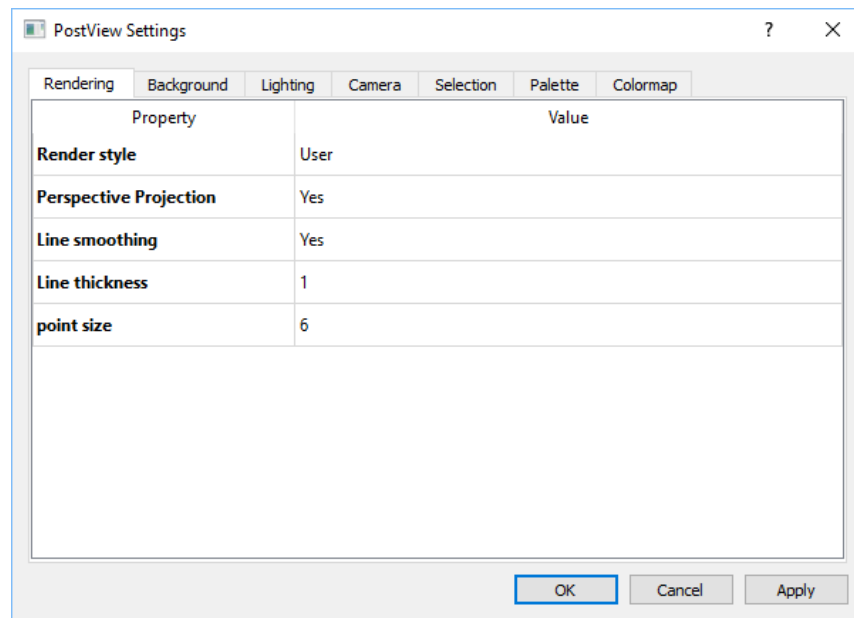 PostView Settings ?
Rendering Background Lighting Camera Selection Palette Colormap
Property Value
Render style User
Perspective Projection Yes
Line smoothing Yes
Line thickness 1
point size 6
OK Cancel Apply